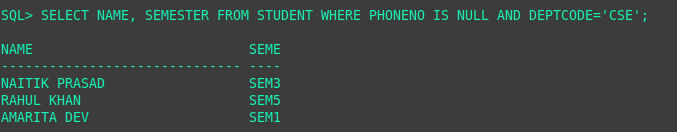 SQL> SELECT NAME, SEMESTER FROM STUDENT WHERE PHONENO IS NULL AND DEPTCODE='CSE';
NAME                           SEME
------------------------------ ----
NAITIK PRASAD                  SEM3
RAHUL KHAN                     SEM5
AMARITA DEV                    SEM1